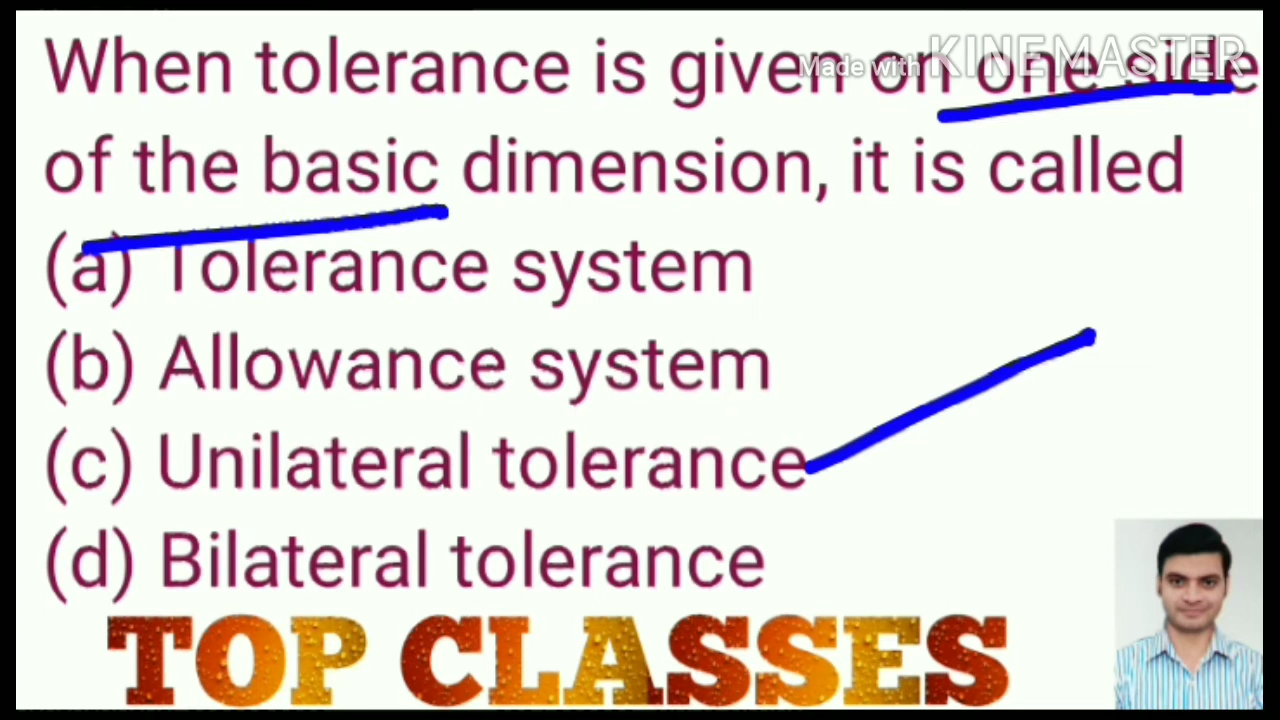 When tolerance is given on one side
Made with KINEMASTER
of the basic dimension, it is called
(a) Tolerance system
(b) Allowance system
(c) Unilateral tolerance
(d) Bilateral tolerance
TOP CLASSES